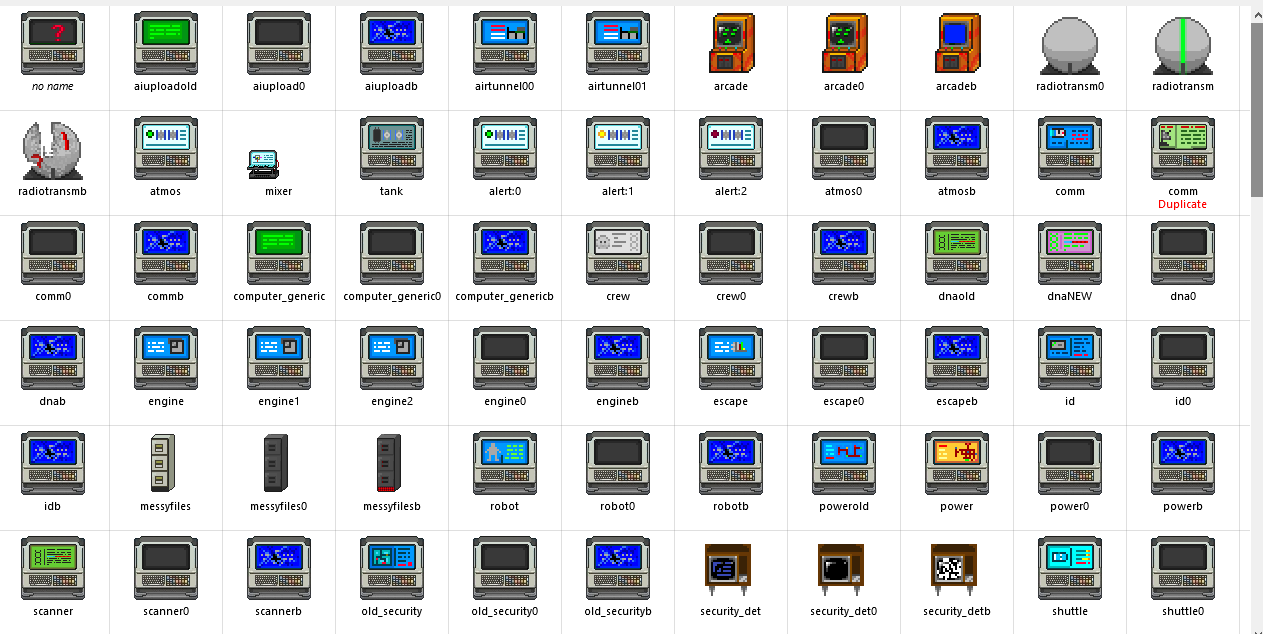 no name aiuploadold aiupload0 aiuploadb airtunnel00 airtunnel01 arcade arcade0 arcadeb radiotransm0 radiotransm
radiotransmb atmos mixer tank alert:0 alert:1 alert:2 atmos0 atmosb comm comm
Duplicate
comm0 commb computer_generic computer_generic0 computer_genericb crew crew0 crewb dnaold dnaNEW dna0
dnab engine engine1 engine2 engine0 engineb escape escape0 escapeb id id0
idb messyfiles messyfiles0 messyfilesb robot robot0 robotb powerold power power0 powerb
scanner scanner0 scannerb old_security old_security0 old_securityb security_det security_det0 security_detb shuttle shuttle0